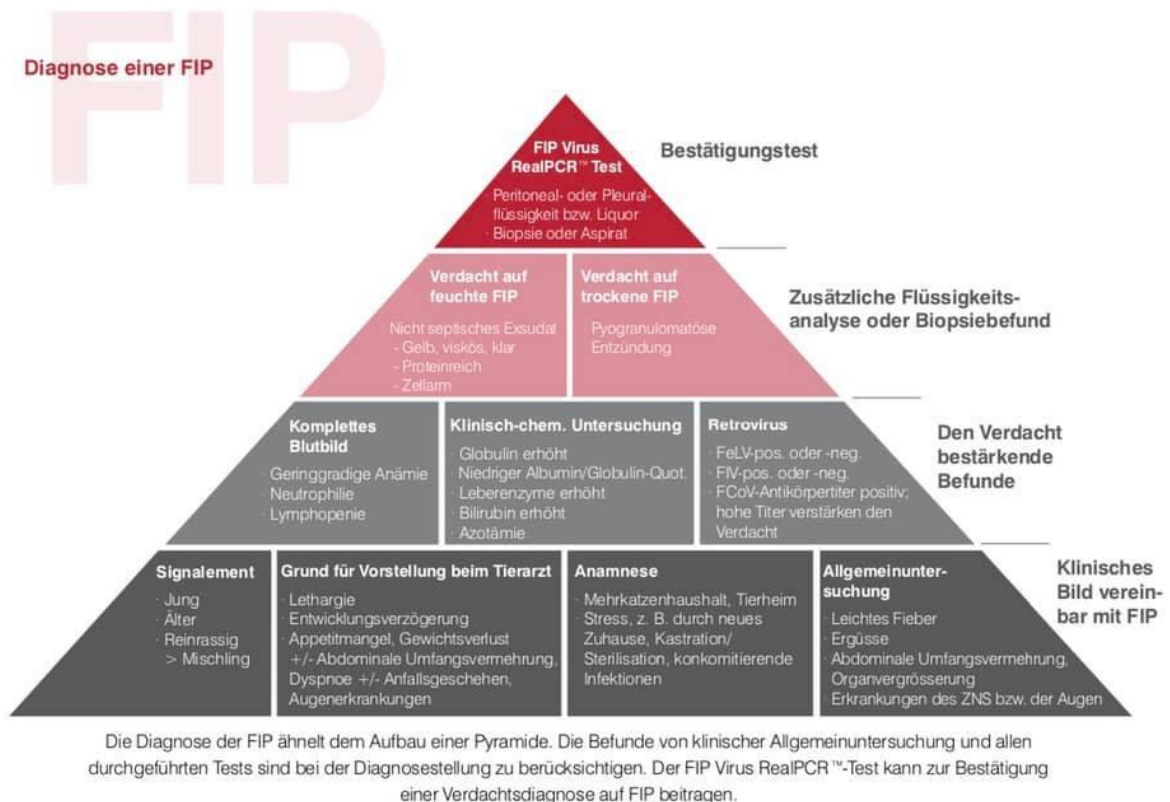 FIP
Diagnose einer FIP
FIP Virus
RealPCR™ Test
· Peritoneal- oder Pleural-
flüssigkeit bzw. Liquor
· Biopsie oder Aspirat
Bestätigungstest
Verdacht auf
feuchte FIP
Nicht septisches Exsudat
- Gelb, viskös, klar
- Proteinreich
- Zellarm
Verdacht auf
trockene FIP
· Pyogranulomatöse
Entzündung
Zusätzliche Flüssigkeits-
analyse oder Biopsiebefund
Komplettes
Blutbild
· Geringgradige Anämie
· Neutrophilie
· Lymphopenie
Klinisch-chem. Untersuchung
· Globulin erhöht
· Niedriger Albumin/Globulin-Quot.
· Leberenzyme erhöht
· Bilirubin erhöht
· Azotämie
Retrovirus
· FeLV-pos. oder -neg.
· FIV-pos. oder -neg.
· FCoV-Antikörpertiter positiv;
hohe Titer verstärken den
Verdacht
Den Verdacht
bestärkende
Befunde
Signalement
· Jung
· Älter
· Reinrassig
> Mischling
Grund für Vorstellung beim Tierarzt
· Lethargie
· Entwicklungsverzögerung
· Appetitmangel, Gewichtsverlust
+/- Abdominale Umfangsvermehrung,
Dyspnoe +/- Anfallsgeschehen,
Augenerkrankungen
Anamnese
· Mehrkatzenhaushalt, Tierheim
· Stress, z. B. durch neues
Zuhause, Kastration/
Sterilisation, konkomitierende
Infektionen
Allgemeinunter-
suchung
· Leichtes Fieber
· Ergüsse
· Abdominale Umfangsvermehrung,
Organvergrösserung
· Erkrankungen des ZNS bzw. der Augen
Klinisches
Bild verein-
bar mit FIP
Die Diagnose der FIP ähnelt dem Aufbau einer Pyramide. Die Befunde von klinischer Allgemeinuntersuchung und allen
durchgeführten Tests sind bei der Diagnosestellung zu berücksichtigen. Der FIP Virus RealPCR™-Test kann zur Bestätigung
einer Verdachtsdiagnose auf FIP beitragen.